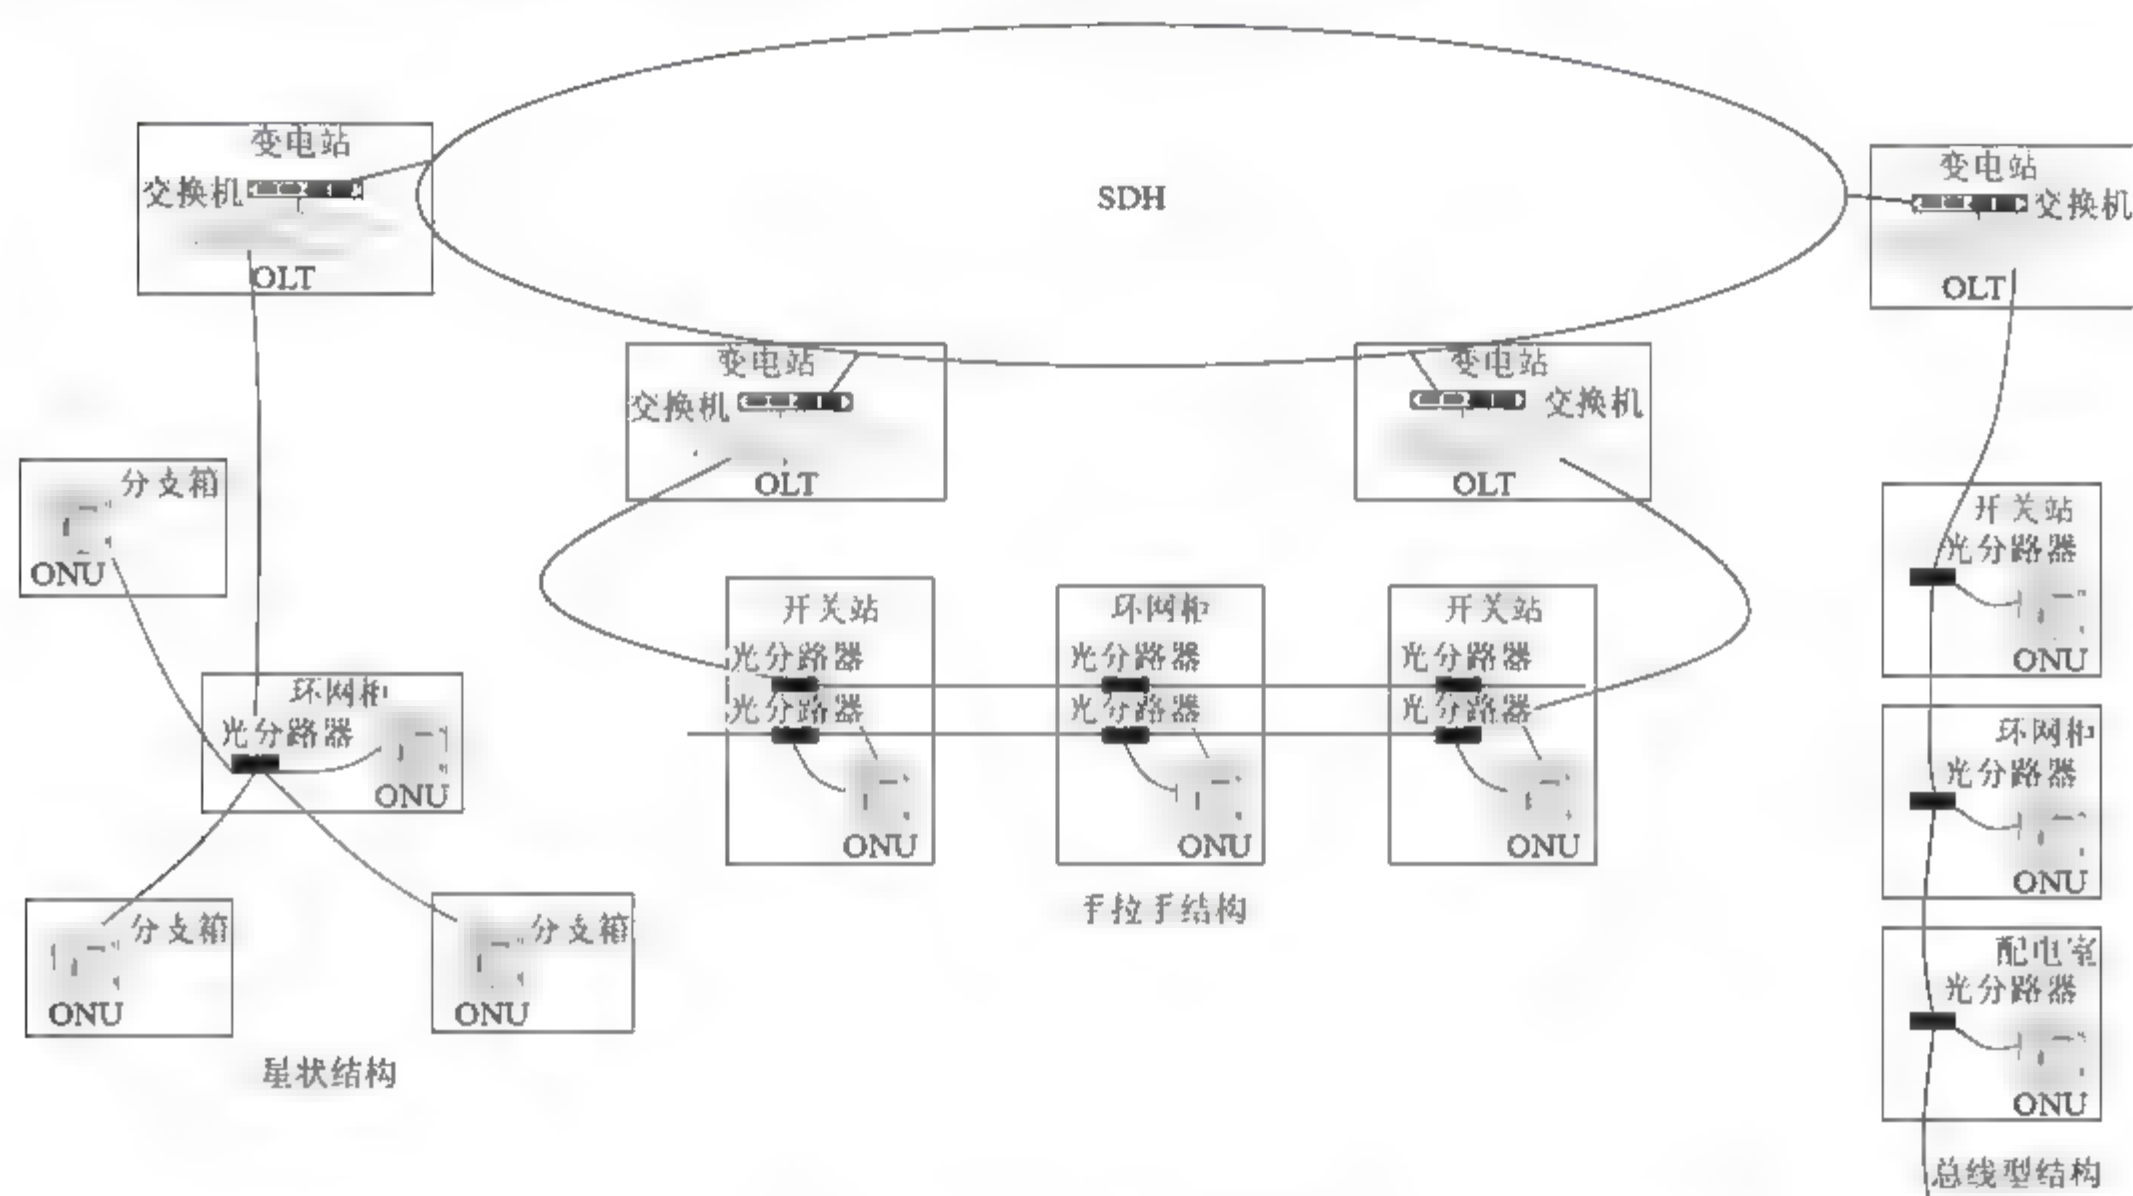 SDH
变电站
交换机
OLT
变电站
交换机
OLT
变电站
交换机
OLT
变电站
交换机
OLT
分支箱
ONU
环网柜
光分路器
ONU
分支箱
ONU
分支箱
ONU
星状结构
开关站
光分路器
光分路器
ONU
环网柜
光分路器
光分路器
ONU
开关站
光分路器
光分路器
ONU
手拉手结构
开关站
光分路器
ONU
环网柜
光分路器
ONU
配电室
光分路器
ONU
总线型结构